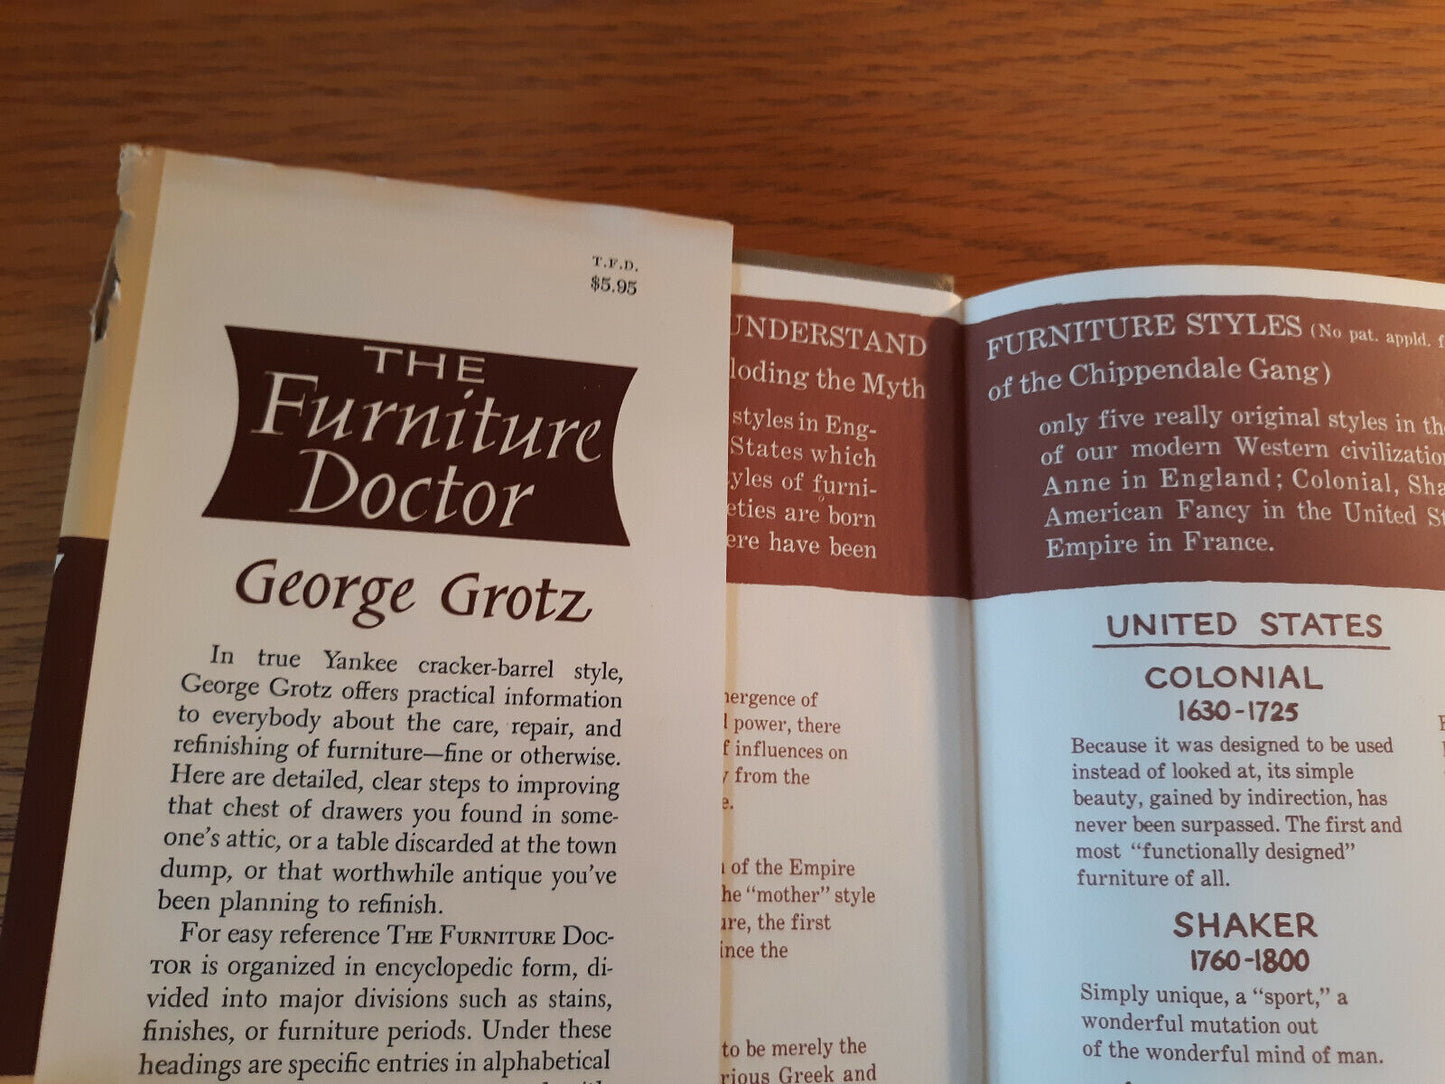 T.F.D.
$5.95
THE
Furniture
Doctor
George Grotz
In true Yankee cracker-barrel style,
George Grotz offers practical information
to everybody about the care, repair, and
refinishing of furniture—fine or otherwise.
Here are detailed, clear steps to improving
that chest of drawers you found in some-
one's attic, or a table discarded at the town
dump, or that worthwhile antique you've
been planning to refinish.
For easy reference THE FURNITURE DOC-
TOR is organized in encyclopedic form, di-
vided into major divisions such as stains,
finishes, or furniture periods. Under these
headings are specific entries in alphabetical
UNDERSTAND
loding the Myth
styles in Eng-
States which
yles of furni-
eties are born
ere have been
ergence of
power, there
f influences on
from the
e.
of the Empire
he "mother" style
ure, the first
ince the
to be merely the
rious Greek and
FURNITURE STYLES (No pat. appld. f
of the Chippendale Gang)
only five really original styles in the
of our modern Western civilization
Anne in England; Colonial, Sha
American Fancy in the United St
Empire in France.
UNITED STATES
COLONIAL
1630-1725
Because it was designed to be used
instead of looked at, its simple
beauty, gained by indirection, has
never been surpassed. The first and
most "functionally designed"
furniture of all.
SHAKER
1760-1800
Simply unique, a "sport," a
wonderful mutation out
of the wonderful mind of man.